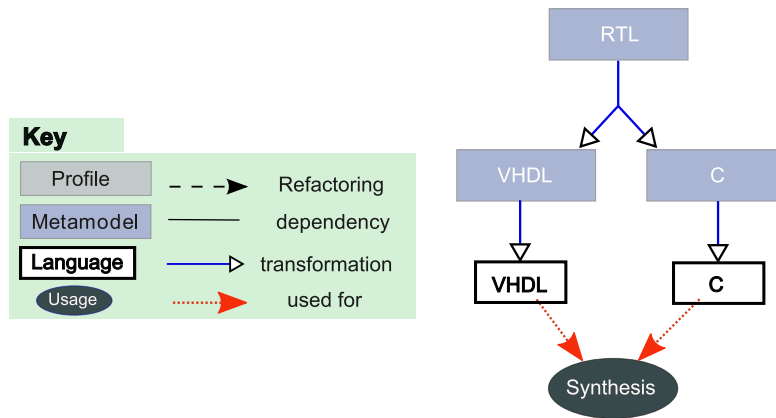 RTL
Key
Profile
Refactoring
VHDL
C
Metamodel
dependency
Language
transformation
VHDL
C
Usage
used for
Synthesis